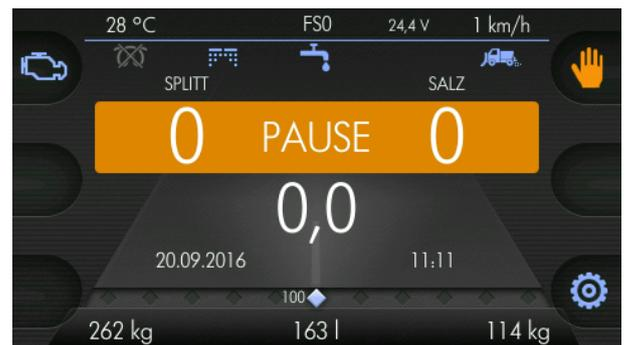 28 °C FS0 24,4 V 1 km/h
SPLITT SALZ
0 PAUSE 0
0,0
20.09.2016 11:11
100
262 kg 163 l 114 kg